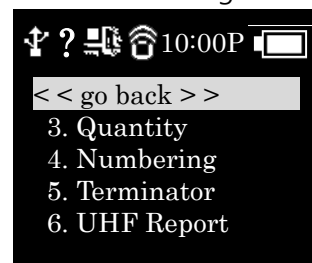 ? 10:00P
< < go back > >
3. Quantity
4. Numbering
5. Terminator
6. UHF Report